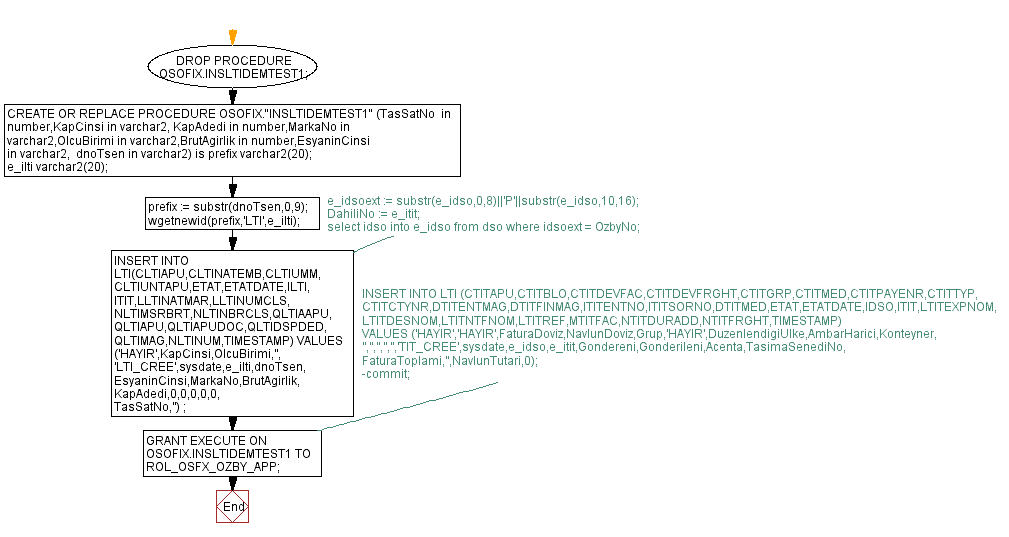 DROP PROCEDURE
OSOFIX.INSLTIDEMTEST1;
CREATE OR REPLACE PROCEDURE OSOFIX."INSLTIDEMTEST1" (TasSatNo  in
number,KapCinsi in varchar2, KapAdedi in number,MarkaNo in
varchar2,OlcuBirimi in varchar2,BrutAgirlik in number,EsyaninCinsi
in varchar2,  dnoTsen in varchar2) is prefix varchar2(20);
e_ilti varchar2(20);
prefix := substr(dnoTsen,0,9);
wgetnewid(prefix,'LTI',e_ilti);
e_idsoext := substr(e_idso,0,8)||'P'||substr(e_idso,10,16);
DahiliNo := e_itit;
select idso into e_idso from dso where idsoext = OzbyNo;
INSERT INTO
LTI(CLTIAPU,CLTINATEMB,CLTIUMM,
CLTIUNTAPU,ETAT,ETATDATE,ILTI,
ITIT,LLTINATMAR,LLTINUMCLS,
NLTIMSRBRT,NLTINBRCLS,QLTIAAPU,
QLTIAPU,QLTIAPUDOC,QLTIDSPDED,
QLTIMAG,NLTINUM,TIMESTAMP) VALUES
('HAYIR',KapCinsi,OlcuBirimi,'',
'LTI_CREE',sysdate,e_ilti,dnoTsen,
EsyaninCinsi,MarkaNo,BrutAgirlik,
KapAdedi,0,0,0,0,0,
TasSatNo,'') ;
INSERT INTO LTI (CTITAPU,CTITBLO,CTITDEVFAC,CTITDEVFRGHT,CTITGRP,CTITMED,CTITPAYENR,CTITTYP,
CTITCTYNR,DTITENTMAG,DTITFINMAG,ITITENTNO,ITITSORNO,DTITMED,ETAT,ETATDATE,IDSO,ITIT,LTITEXPNOM,
LTITDESNOM,LTITNTFNOM,LTITREF,MTITFAC,NTITDURADD,NTITFRGHT,TIMESTAMP)
VALUES ('HAYIR','HAYIR',FaturaDoviz,NavlunDoviz,Grup,'HAYIR',DuzenlendigiUlke,AmbarHarici,Konteyner,
'','','','','','TIT_CREE',sysdate,e_idso,e_itit,Gondereni,Gonderileni,Acenta,TasimaSenediNo,
FaturaToplami,'',NavlunTutari,0);
-commit;
GRANT EXECUTE ON
OSOFIX.INSLTIDEMTEST1 TO
ROL_OSFX_OZBY_APP;
End